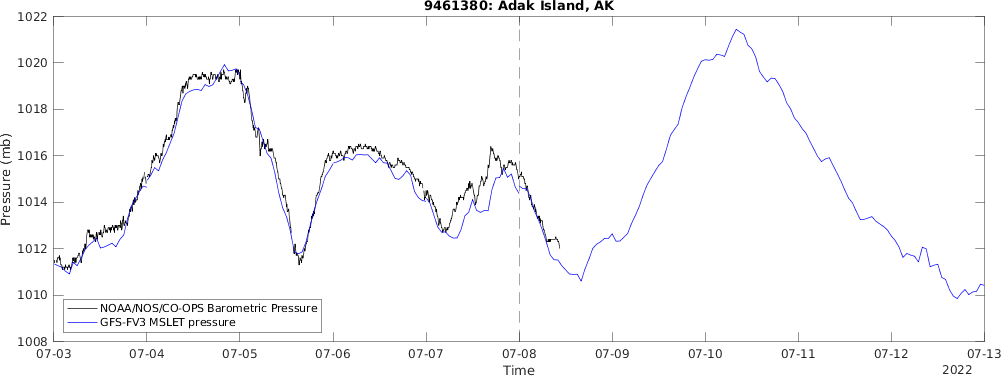 9461380: Adak Island, AK
1022
1020
1018
1016
1014
1012
1010
1008
Pressure (mb)
NOAA/NOS/CO-OPS Barometric Pressure
GFS-FV3 MSLET pressure
07-03 07-04 07-05 07-06 07-07 07-08 07-09 07-10 07-11 07-12 07-13
Time
2022